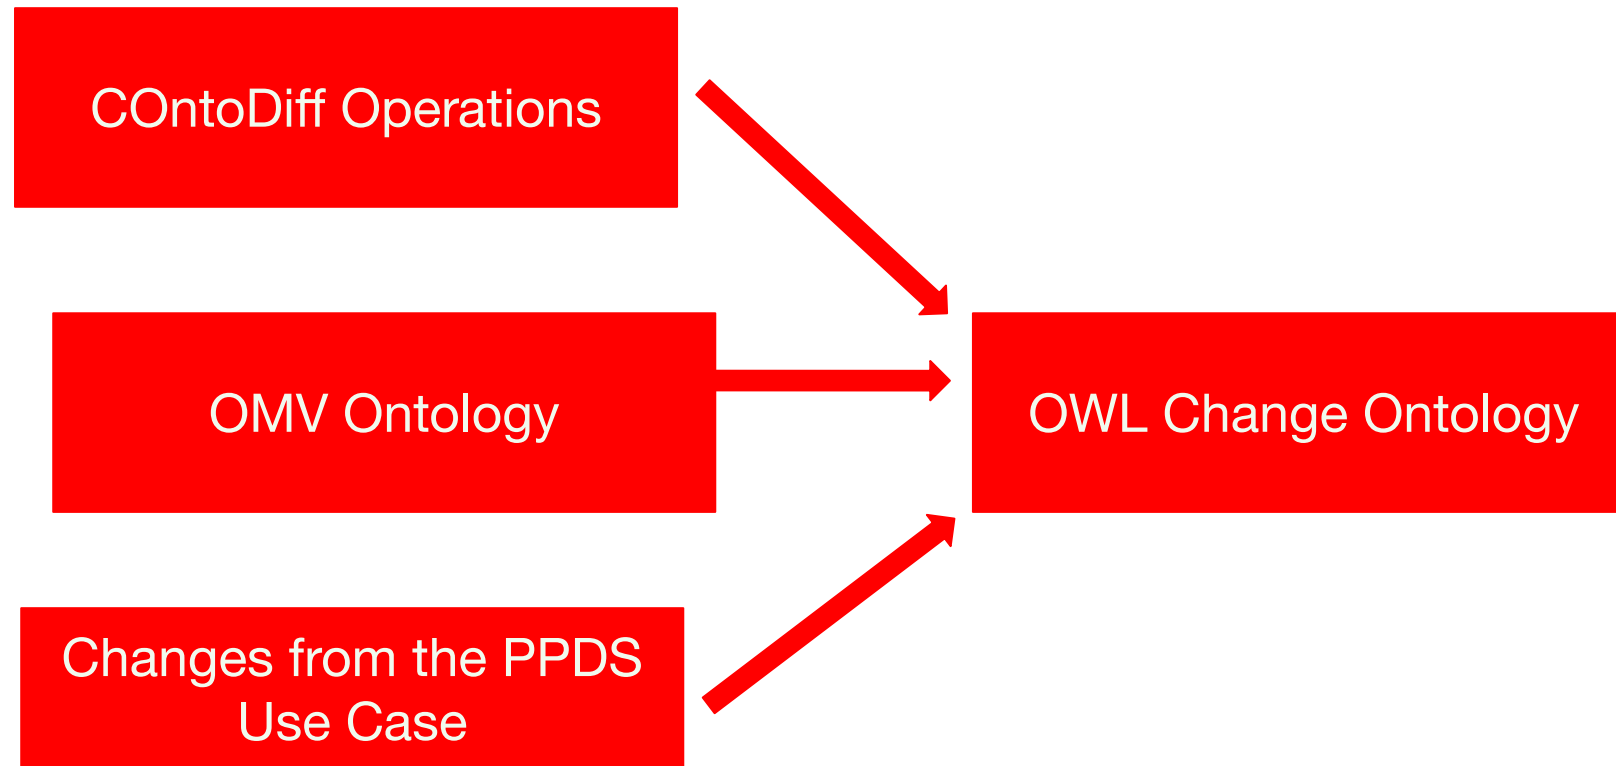 COntoDiff Operations
OMV Ontology
OWL Change Ontology
Changes from the PPDS
Use Case